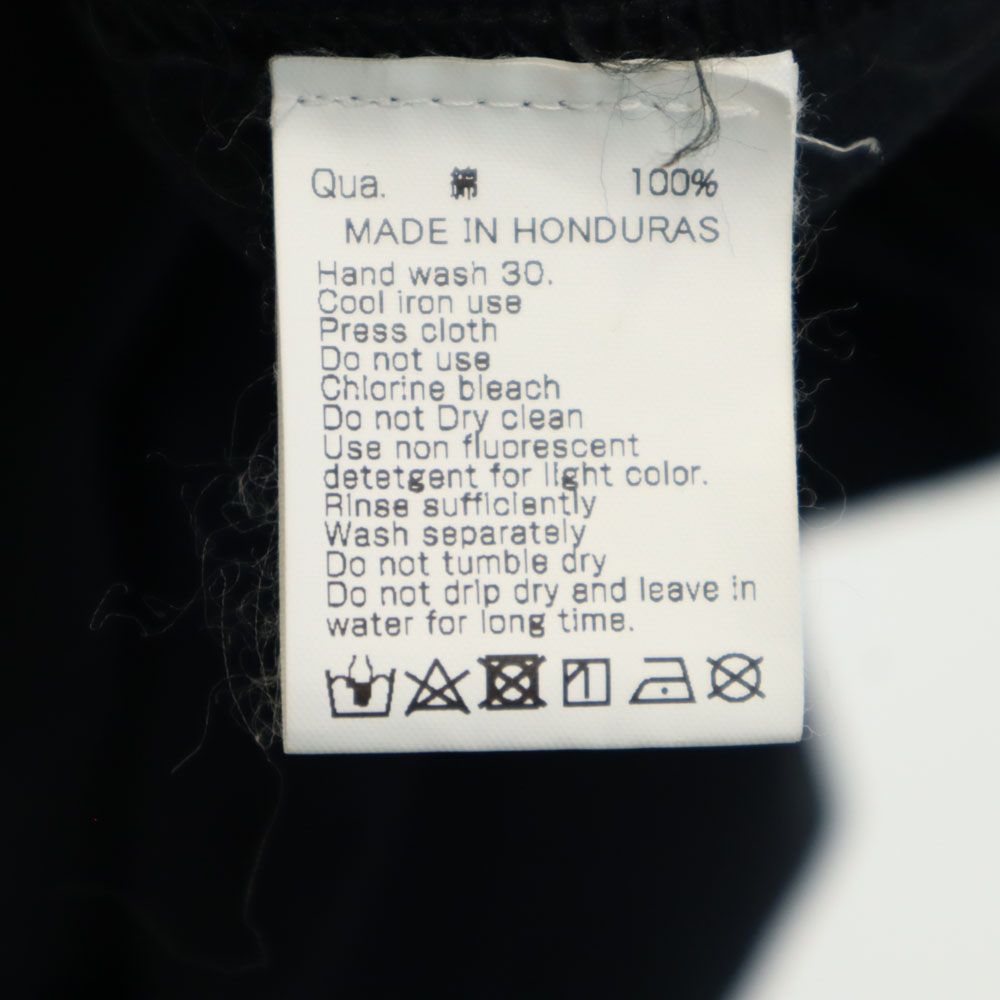 Qua. 綿 100%
MADE IN HONDURAS
Hand wash 30.
Cool iron use
Press cloth
Do not use
Chlorine bleach
Do not Dry clean
Use non fluorescent
detetgent for light color.
Rinse sufficiently
Wash separately
Do not tumble dry
Do not drip dry and leave in
water for long time.